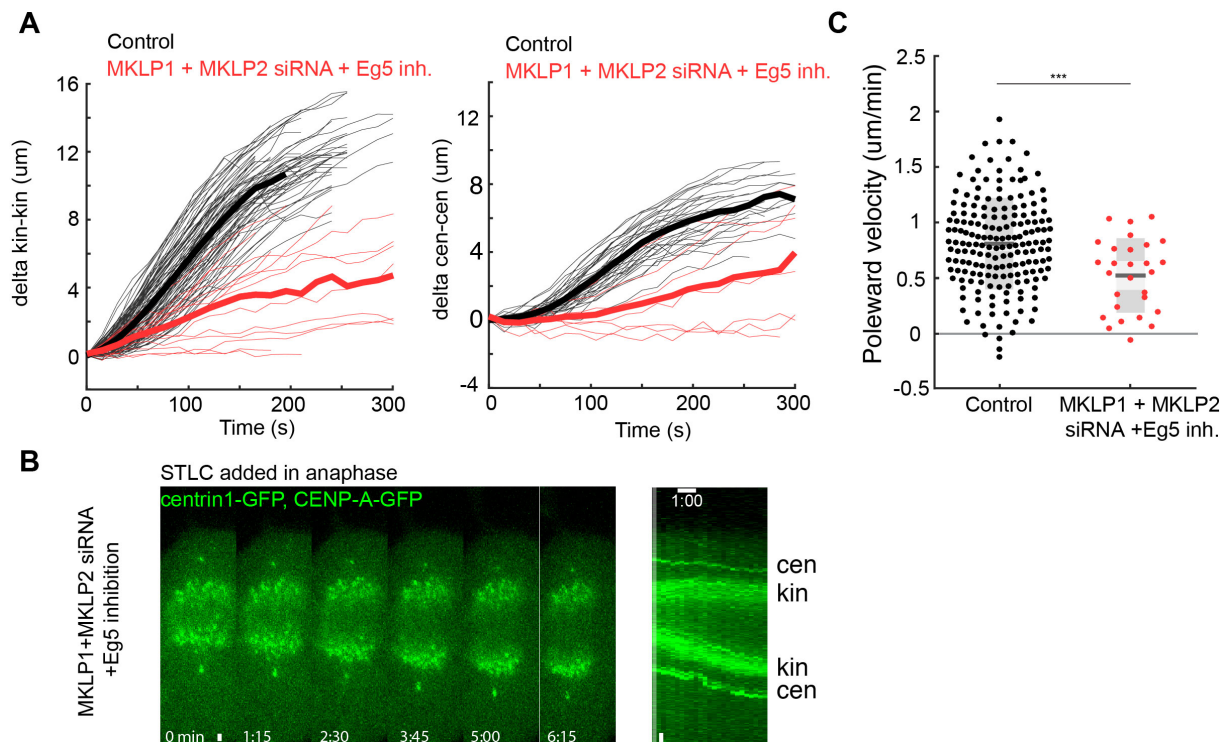 A
Control
MKLP1 + MKLP2 siRNA + Eg5 inh.
delta kin-kin (um)
16
12
8
4
0
0
100
200
300
Time (s)
Control
MKLP1 + MKLP2 siRNA + Eg5 inh.
delta cen-cen (um)
12
8
4
0
-4
0
100
200
300
Time (s)
C
Poleward velocity (um/min)
2.5
2
1.5
1
0.5
0
-0.5
***
Control
MKLP1 + MKLP2
siRNA +Eg5 inh.
B
STLC added in anaphase
centrin1-GFP, CENP-A-GFP
MKLP1+MKLP2 siRNA
+Eg5 inhibition
0 min
1:15
2:30
3:45
5:00
6:15
1:00
cen
kin
kin
cen